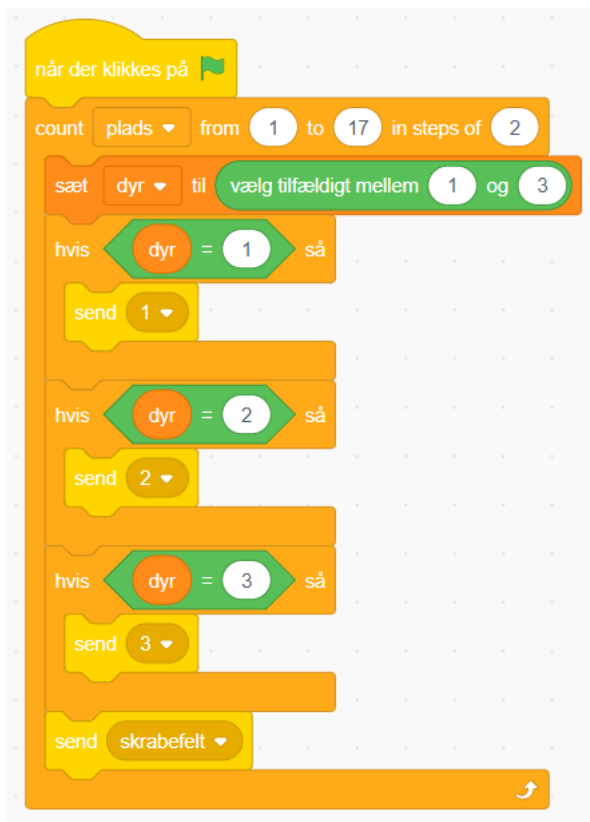 når der klikkes på
count plads from 1 to 17 in steps of 2
sæt dyr til vælg tilfældigt mellem 1 og 3
hvis dyr = 1 så
send 1
hvis dyr = 2 så
send 2
hvis dyr = 3 så
send 3
send skrabefelt